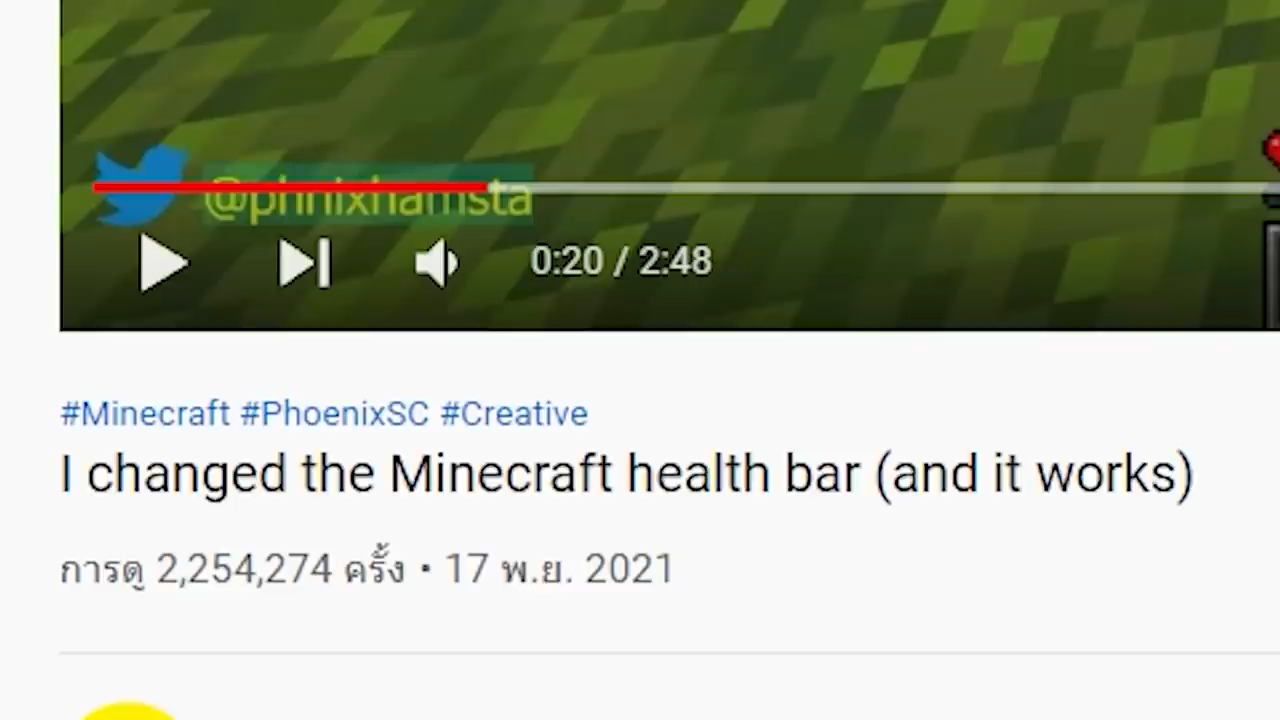 @phnixhamsta
0:20 / 2:48
#Minecraft #PhoenixSC #Creative
I changed the Minecraft health bar (and it works)
การดู 2,254,274 ครั้ง • 17 พ.ย. 2021